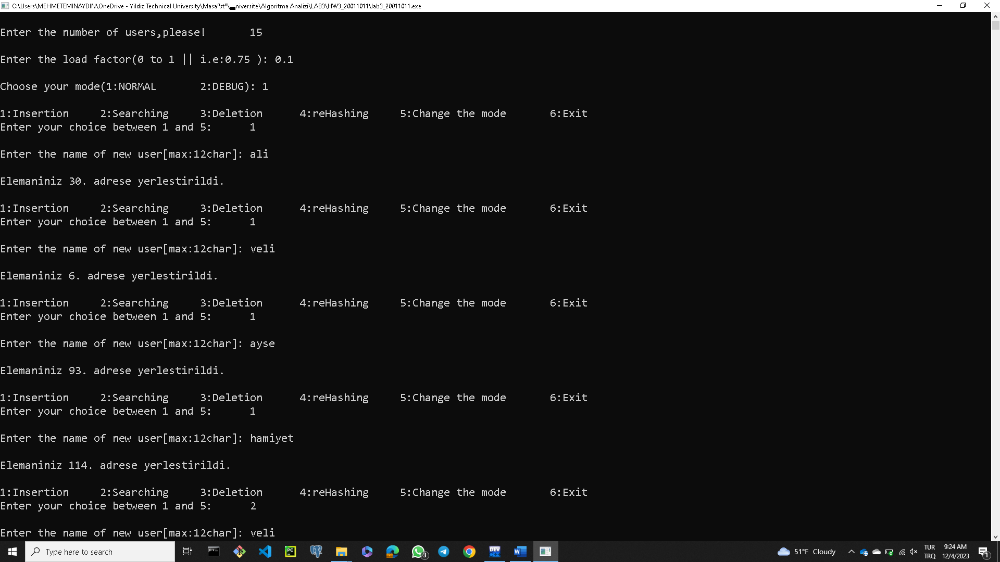 C:\Users\MEHMETEMINAYDIN\OneDrive - Yildiz Technical University\Masaⁿstⁿ\▄niversite\Algoritma Analizi\LAB3\HW3_20011011\lab3_20011011.exe
Enter the number of users,please! 15
Enter the load factor(0 to 1 || i.e:0.75 ): 0.1
Choose your mode(1:NORMAL 2:DEBUG): 1
1:Insertion 2:Searching 3:Deletion 4:reHashing 5:Change the mode 6:Exit
Enter your choice between 1 and 5: 1
Enter the name of new user[max:12char]: ali
Elemaniniz 30. adrese yerlestirildi.
1:Insertion 2:Searching 3:Deletion 4:reHashing 5:Change the mode 6:Exit
Enter your choice between 1 and 5: 1
Enter the name of new user[max:12char]: veli
Elemaniniz 6. adrese yerlestirildi.
1:Insertion 2:Searching 3:Deletion 4:reHashing 5:Change the mode 6:Exit
Enter your choice between 1 and 5: 1
Enter the name of new user[max:12char]: ayse
Elemaniniz 93. adrese yerlestirildi.
1:Insertion 2:Searching 3:Deletion 4:reHashing 5:Change the mode 6:Exit
Enter your choice between 1 and 5: 1
Enter the name of new user[max:12char]: hamiyet
Elemaniniz 114. adrese yerlestirildi.
1:Insertion 2:Searching 3:Deletion 4:reHashing 5:Change the mode 6:Exit
Enter your choice between 1 and 5: 2
Enter the name of new user[max:12char]: veli
Type here to search
PC
3
DEV
W
51°F Cloudy
TUR
TRQ
9:24 AM
12/4/2023
1